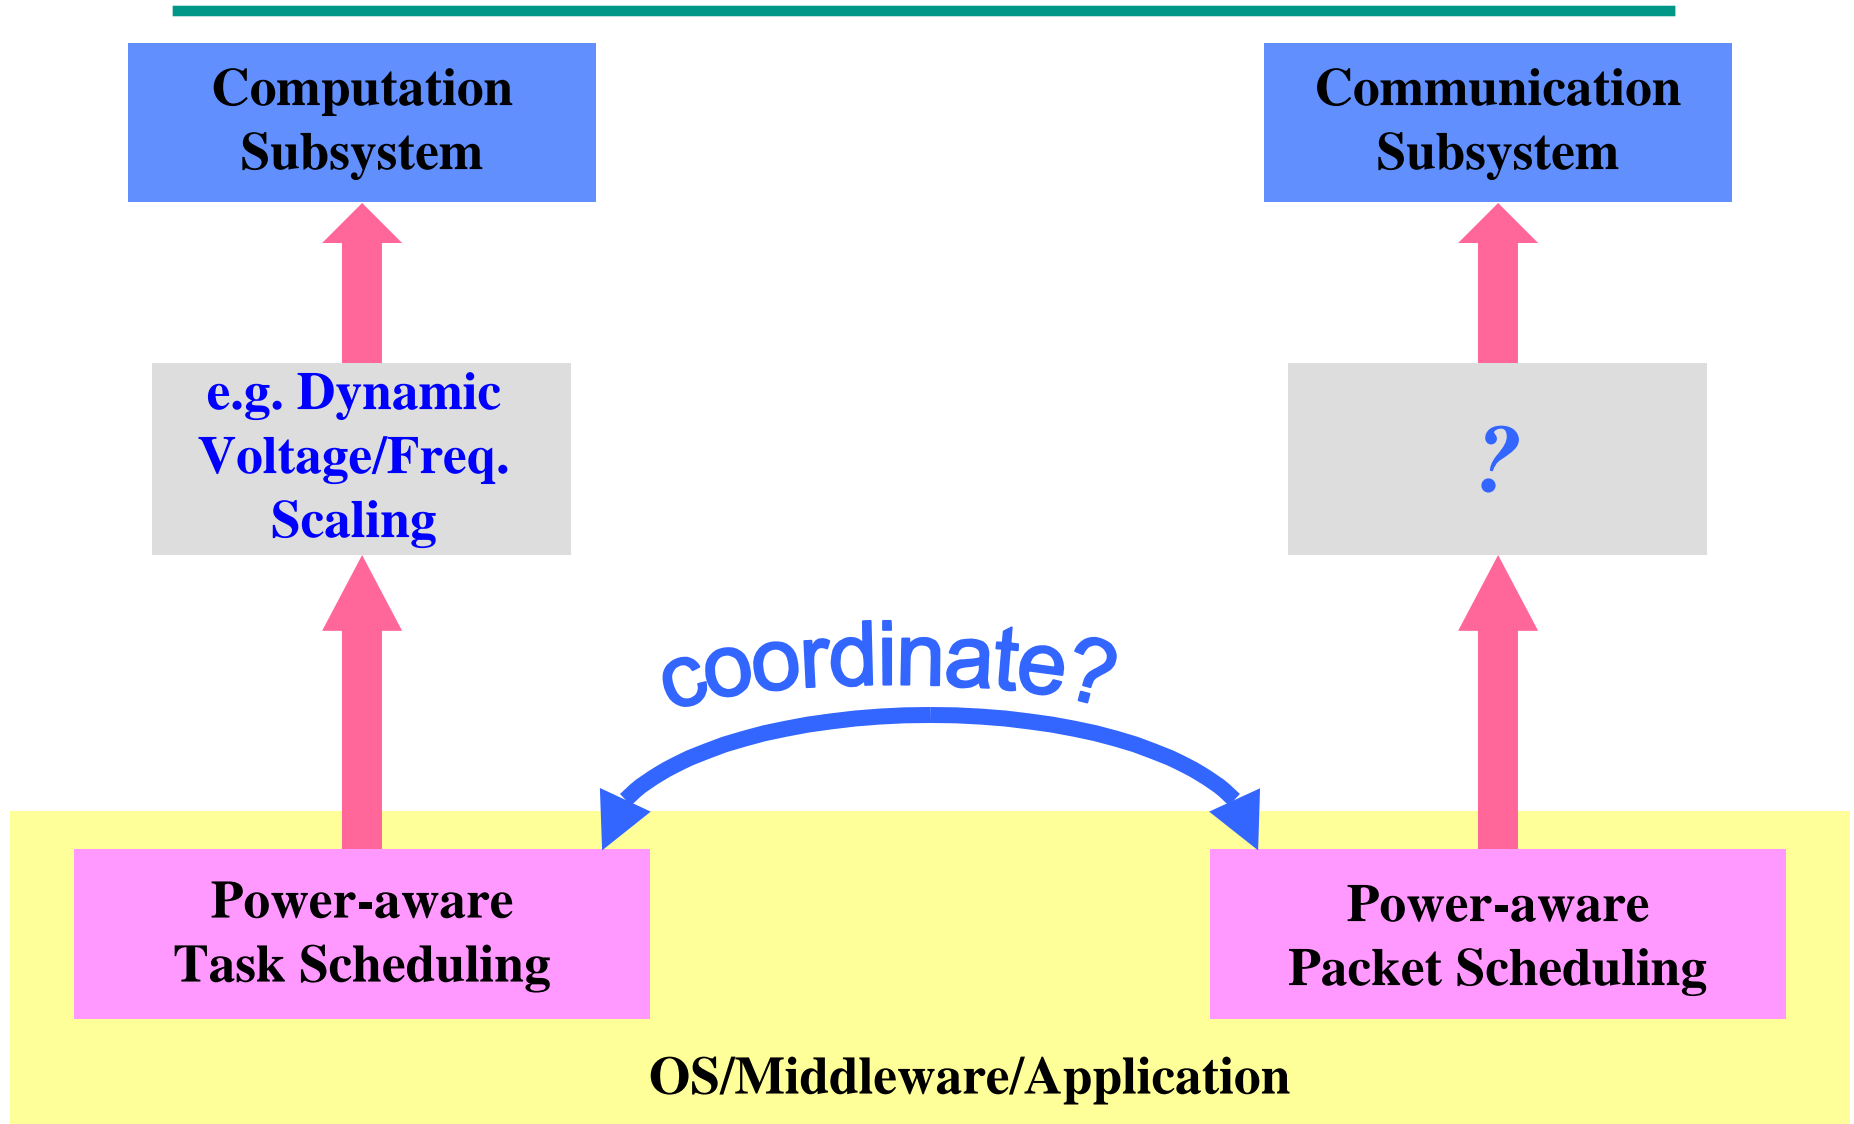 Computation
Subsystem
Communication
Subsystem
e.g. Dynamic
Voltage/Freq.
Scaling
?
coordinate?
Power-aware
Task Scheduling
Power-aware
Packet Scheduling
OS/Middleware/Application